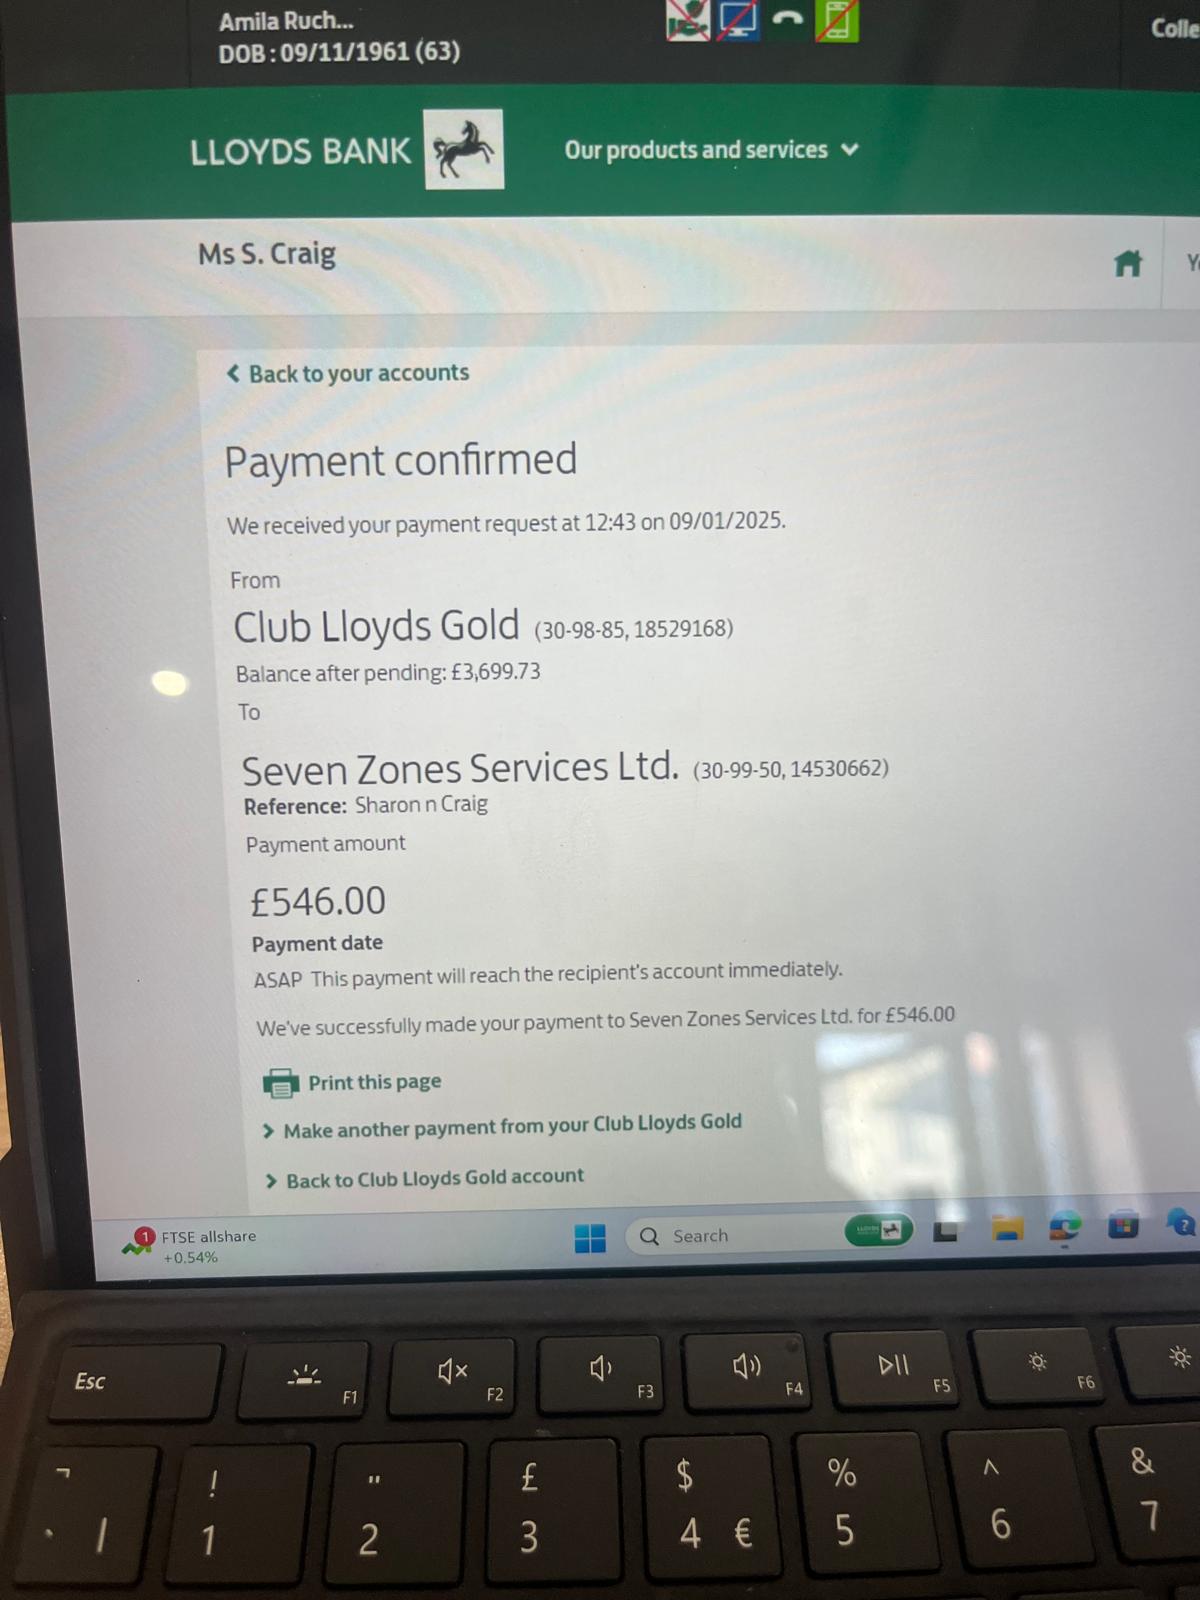 Amila Ruch...
DOB : 09/11/1961 (63)
Colle
LLOYDS BANK
Our products and services
Ms S. Craig
Back to your accounts
Payment confirmed
We received your payment request at 12:43 on 09/01/2025.
From
Club Lloyds Gold (30-98-85, 18529168)
Balance after pending: £3,699.73
To
Seven Zones Services Ltd. (30-99-50, 14530662)
Reference: Sharon n Craig
Payment amount
£546.00
Payment date
ASAP This payment will reach the recipient's account immediately.
We've successfully made your payment to Seven Zones Services Ltd. for £546.00
Print this page
Make another payment from your Club Lloyds Gold
Back to Club Lloyds Gold account
1 FTSE allshare
+0.54%
Search
LLOYDS
Esc
F1
F2
F3
F4
F5
F6
¬ ` |
! 1
" 2
£ 3
$ 4 €
% 5
^ 6
& 7